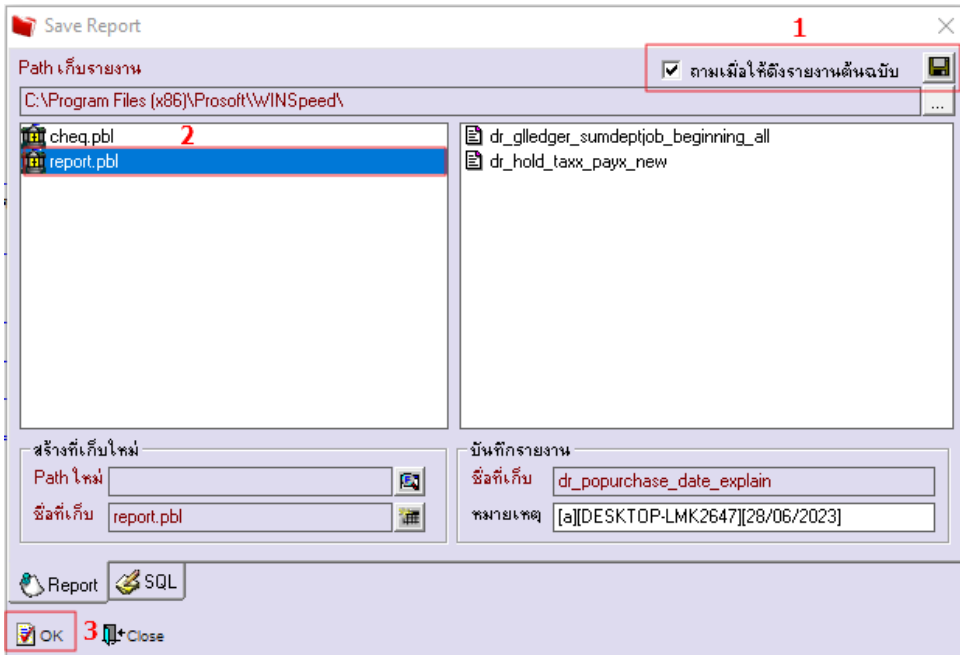 Save Report
1
Path เก็บรายงาน
ถามเมื่อให้ดึงรายงานต้นฉบับ
C:\Program Files (x86)\Prosoft\WINSpeed\
...
cheq.pbl
2
report.pbl
dr_glledger_sumdeptjob_beginning_all
dr_hold_taxx_payx_new
สร้างที่เก็บใหม่
Path ใหม่
ชื่อที่เก็บ report.pbl
บันทึกรายงาน
ชื่อที่เก็บ dr_popurchase_date_explain
หมายเหตุ [a][DESKTOP-LMK2647][28/06/2023]
Report SQL
OK 3 Close